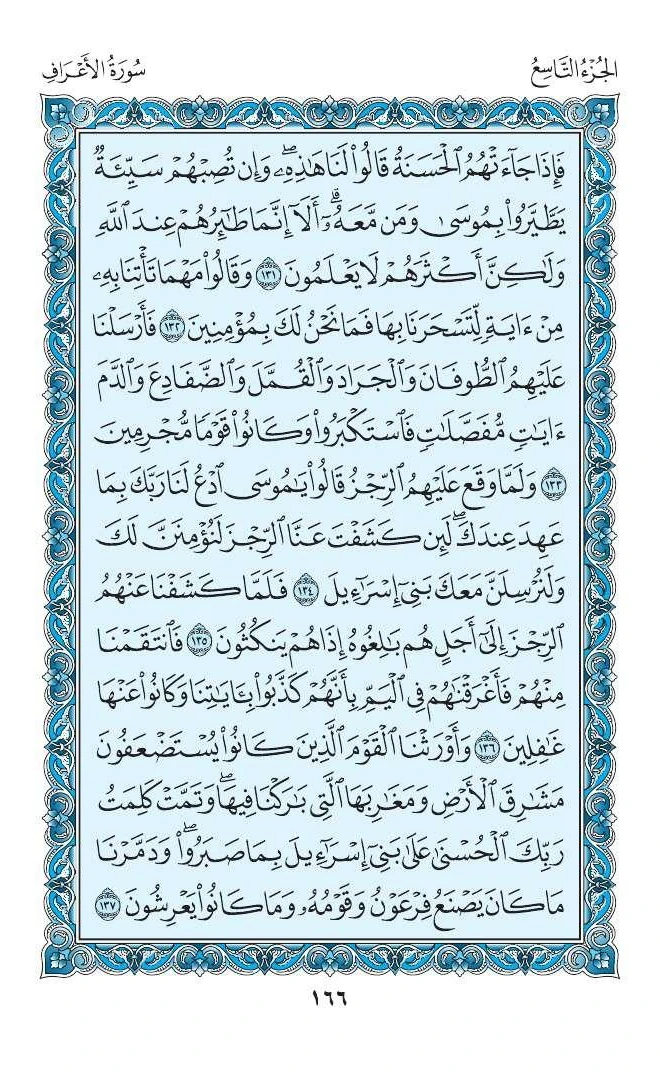 الجُزْءُ التَّاسِعُ
سُورَةُ الأَعْرَافِ
فَإِذَا جَآءَتْهُمُ ٱلْحَسَنَةُ قَالُوا۟ لَنَا هَٰذِهِۦۖ وَإِن تُصِبْهُمْ سَيِّئَةٌ
يَطَّيَّرُوا۟ بِمُوسَىٰ وَمَن مَّعَهُۥٓۗ أَلَآ إِنَّمَا طَٰٓئِرُهُمْ عِندَ ٱللَّهِ
وَلَٰكِنَّ أَكْثَرَهُمْ لَا يَعْلَمُونَ ١٣١ وَقَالُوا۟ مَهْمَا تَأْتِنَا بِهِۦ
مِنْ ءَايَةٍ لِّتَسْحَرَنَا بِهَا فَمَا نَحْنُ لَكَ بِمُؤْمِنِينَ ١٣٢ فَأَرْسَلْنَا
عَلَيْهِمُ ٱلطُّوفَانَ وَٱلْجَرَادَ وَٱلْقُمَّلَ وَٱلضَّفَادِعَ وَٱلدَّمَ
ءَايَٰتٍ مُّفَصَّلَٰتٍ فَٱسْتَكْبَرُوا۟ وَكَانُوا۟ قَوْمًا مُّجْرِمِينَ
١٣٣ وَلَمَّا وَقَعَ عَلَيْهِمُ ٱلرِّجْزُ قَالُوا۟ يَٰمُوسَى ٱدْعُ لَنَا رَبَّكَ بِمَا
عَهِدَ عِندَكَۖ لَئِن كَشَفْتَ عَنَّا ٱلرِّجْزَ لَنُؤْمِنَنَّ لَكَ
وَلَنُرْسِلَنَّ مَعَكَ بَنِىٓ إِسْرَٰٓءِيلَ ١٣٤ فَلَمَّا كَشَفْنَا عَنْهُمُ
ٱلرِّجْزَ إِلَىٰٓ أَجَلٍ هُم بَٰلِغُوهُ إِذَا هُمْ يَنكُثُونَ ١٣٥ فَٱنتَقَمْنَا
مِنْهُمْ فَأَغْرَقْنَٰهُمْ فِى ٱلْيَمِّ بِأَنَّهُمْ كَذَّبُوا۟ بِـَٔايَٰتِنَا وَكَانُوا۟ عَنْهَا
غَٰفِلِينَ ١٣٦ وَأَوْرَثْنَا ٱلْقَوْمَ ٱلَّذِينَ كَانُوا۟ يُسْتَضْعَفُونَ
مَشَٰرِقَ ٱلْأَرْضِ وَمَغَٰرِبَهَا ٱلَّتِى بَٰرَكْنَا فِيهَاۖ وَتَمَّتْ كَلِمَتُ
رَبِّكَ ٱلْحُسْنَىٰ عَلَىٰ بَنِىٓ إِسْرَٰٓءِيلَ بِمَا صَبَرُوا۟ۖ وَدَمَّرْنَا
مَا كَانَ يَصْنَعُ فِرْعَوْنُ وَقَوْمُهُۥ وَمَا كَانُوا۟ يَعْرِشُونَ ١٣٧
١٦٦